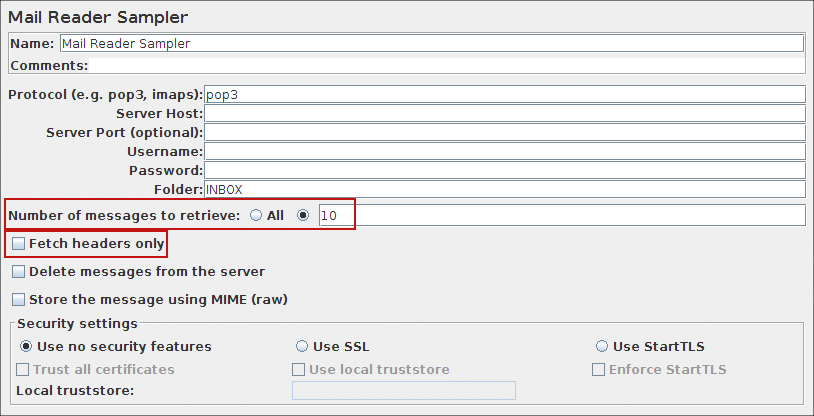 Mail Reader Sampler
Name: Mail Reader Sampler
Comments:
Protocol (e.g. pop3, imaps): pop3
Server Host:
Server Port (optional):
Username:
Password:
Folder: INBOX
Number of messages to retrieve: All 10
Fetch headers only
Delete messages from the server
Store the message using MIME (raw)
Security settings
Use no security features Use SSL Use StartTLS
Trust all certificates Use local truststore Enforce StartTLS
Local truststore: